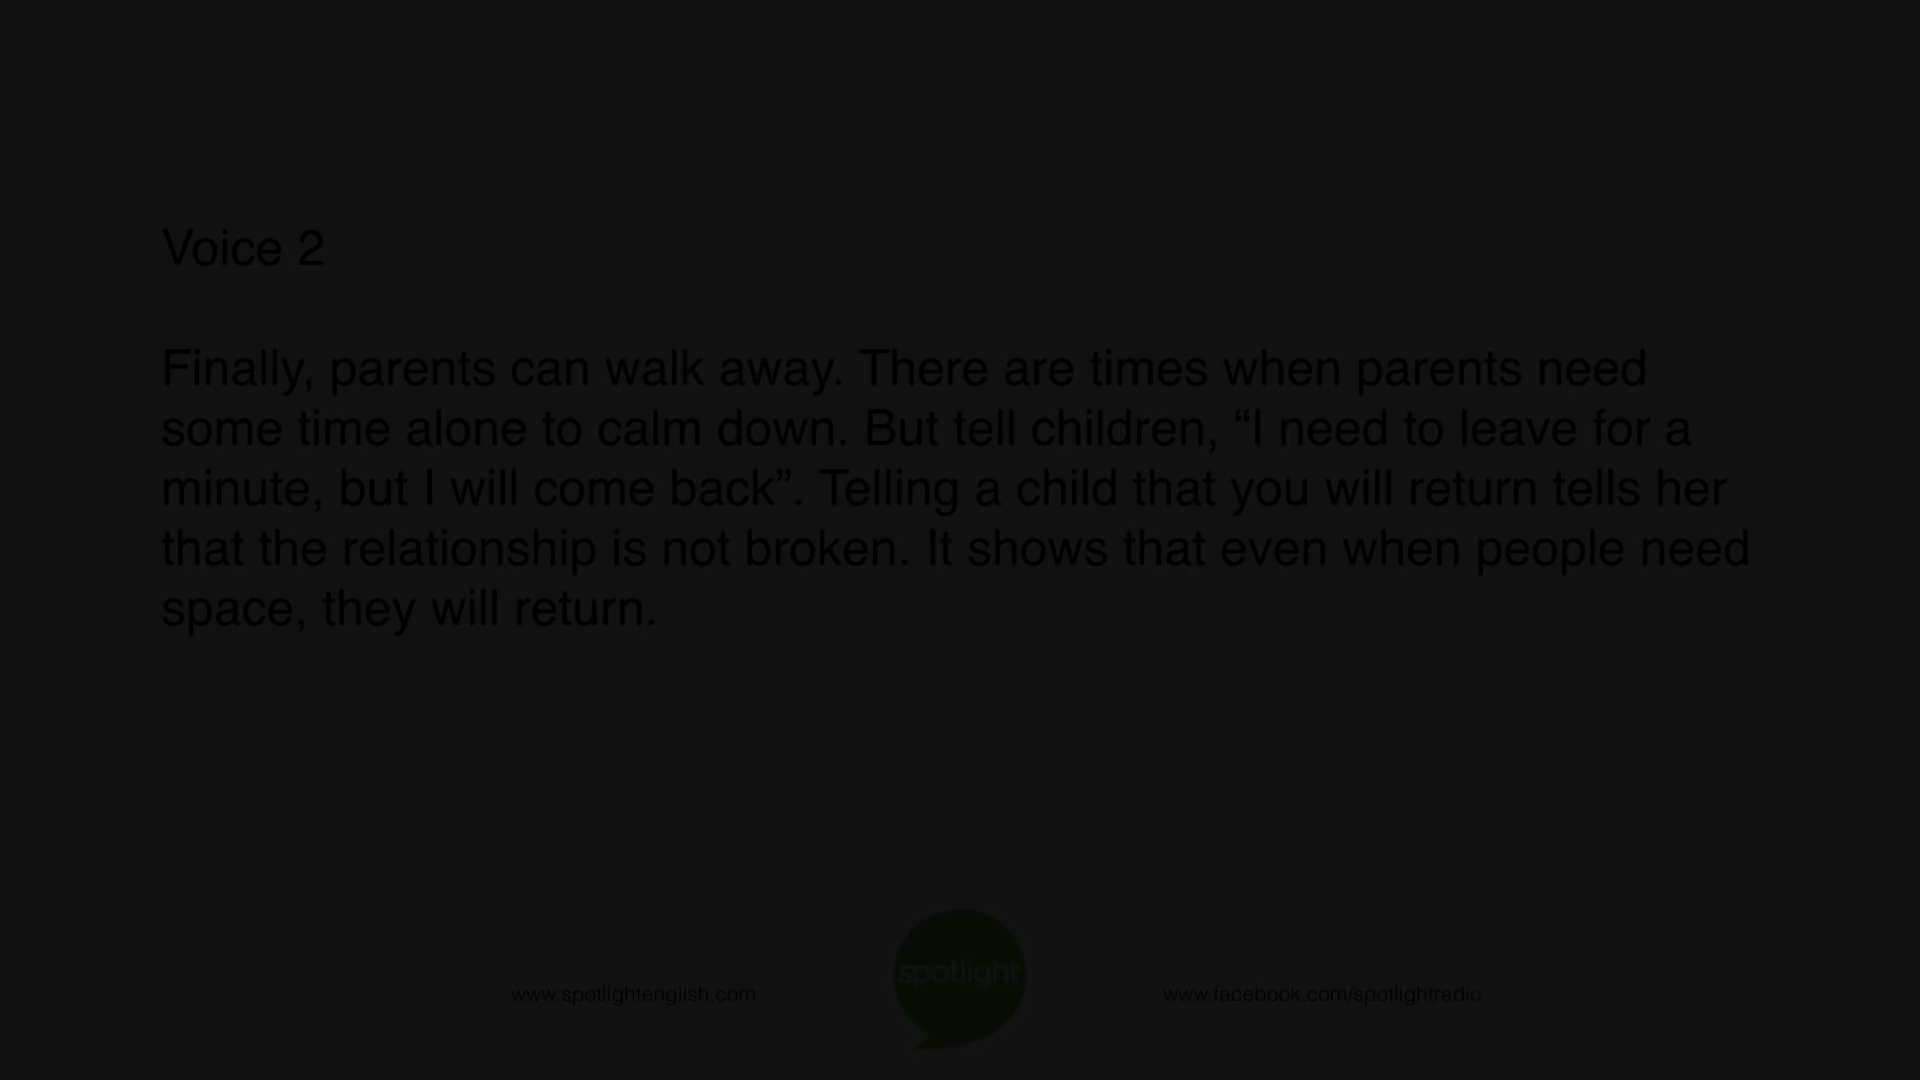 Voice 2
Finally, parents can walk away. There are times when parents need
some time alone to calm down. But tell children, “I need to leave for a
minute, but I will come back”. Telling a child that you will return tells her
that the relationship is not broken. It shows that even when people need
space, they will return.
spotlight
www.spotlightenglish.com
www.facebook.com/spotlightradio